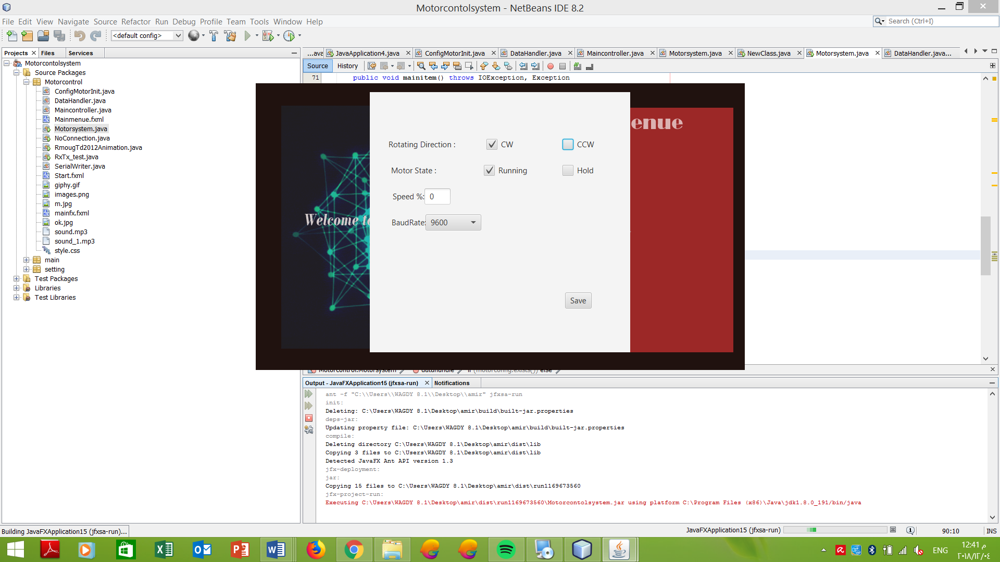 Motorcontolsystem - NetBeans IDE 8.2
File Edit View Navigate Source Refactor Run Debug Profile Team Tools Window Help
Search (Ctrl+I)
<default config>
Projects Files Services
...ava JavaApplication4.java ConfigMotorInit.java DataHandler.java Maincontroller.java Motorsystem.java NewClass.java Motorsystem.java DataHandler.java...
Source History
Motorcontolsystem
Source Packages
Motorcontrol
ConfigMotorInit.java
DataHandler.java
Maincontroller.java
Mainmenue.fxml
Motorsystem.java
NoConnection.java
RmougTd2012Animation.java
RxTx_test.java
SerialWriter.java
Start.fxml
giphy.gif
images.png
m.jpg
mainfx.fxml
ok.jpg
sound.mp3
sound_1.mp3
style.css
main
setting
Test Packages
Libraries
Test Libraries
71 public void mainitem() throws IOException, Exception
enue
Welcome to
Rotating Direction : CW CCW
Motor State : Running Hold
Speed %: 0
BaudRate: 9600
Save
Motorcontrol.Motorsystem datahandle if (motorconfig.exists()) else
Output - JavaFXApplication15 (jfxsa-run) Notifications
ant -f "C:\\Users\\WAGDY 8.1\\Desktop\\amir" jfxsa-run
init:
Deleting: C:\Users\WAGDY 8.1\Desktop\amir\build\built-jar.properties
deps-jar:
Updating property file: C:\Users\WAGDY 8.1\Desktop\amir\build\built-jar.properties
compile:
Deleting directory C:\Users\WAGDY 8.1\Desktop\amir\dist\lib
Copying 3 files to C:\Users\WAGDY 8.1\Desktop\amir\dist\lib
Detected JavaFX Ant API version 1.3
jfx-deployment:
jar:
Copying 15 files to C:\Users\WAGDY 8.1\Desktop\amir\dist\run1169673560
jfx-project-run:
Executing C:\Users\WAGDY 8.1\Desktop\amir\dist\run1169673560\Motorcontolsystem.jar using platform C:\Program Files (x86)\Java\jdk1.8.0_191/bin/java
Building JavaFXApplication15 (jfxsa-run)...
JavaFXApplication15 (jfxsa-run)
90:10 INS
ENG
12:41 م
٢٠١٨/١٢/٠٤